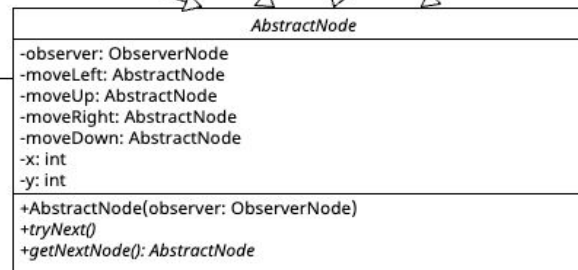 AbstractNode
-observer: ObserverNode
-moveLeft: AbstractNode
-moveUp: AbstractNode
-moveRight: AbstractNode
-moveDown: AbstractNode
-x: int
-y: int
+AbstractNode(observer: ObserverNode)
+tryNext()
+getNextNode(): AbstractNode